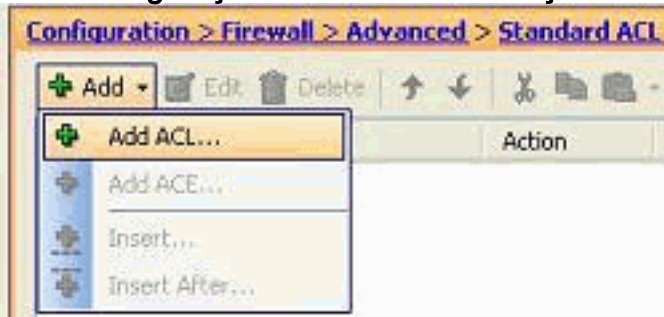 Configuration > Firewall > Advanced > Standard ACL
Add Edit Delete
Action
Add ACL...
Add ACE...
Insert...
Insert After...